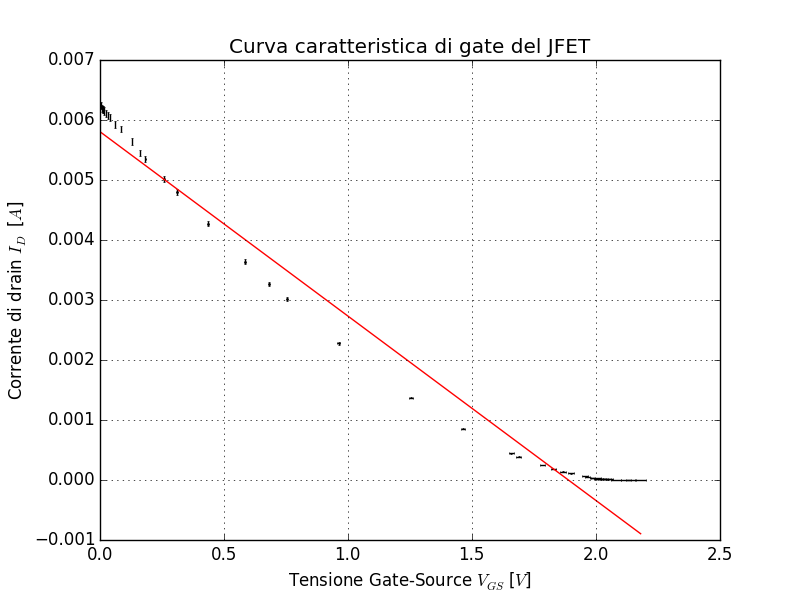 Curva caratteristica di gate del JFET
0.007
0.006
0.005
0.004
0.003
0.002
0.001
0.000
−0.001
Corrente di drain I_D [A]
0.0 0.5 1.0 1.5 2.0 2.5
Tensione Gate-Source V_GS [V]